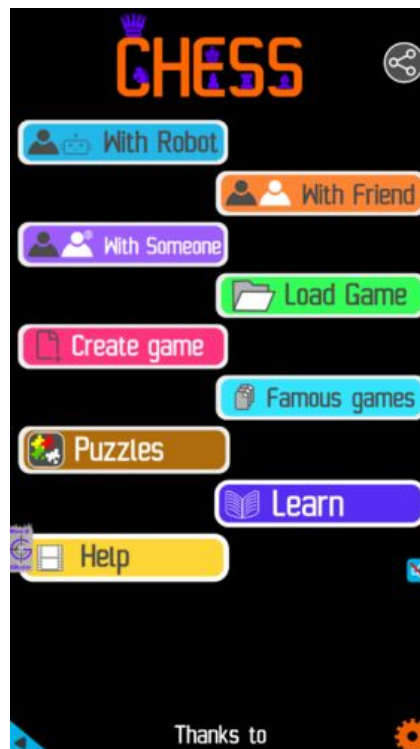 CHESS
With Robot
With Friend
With Someone
Load Game
Create game
Famous games
Puzzles
Learn
Help
Thanks to